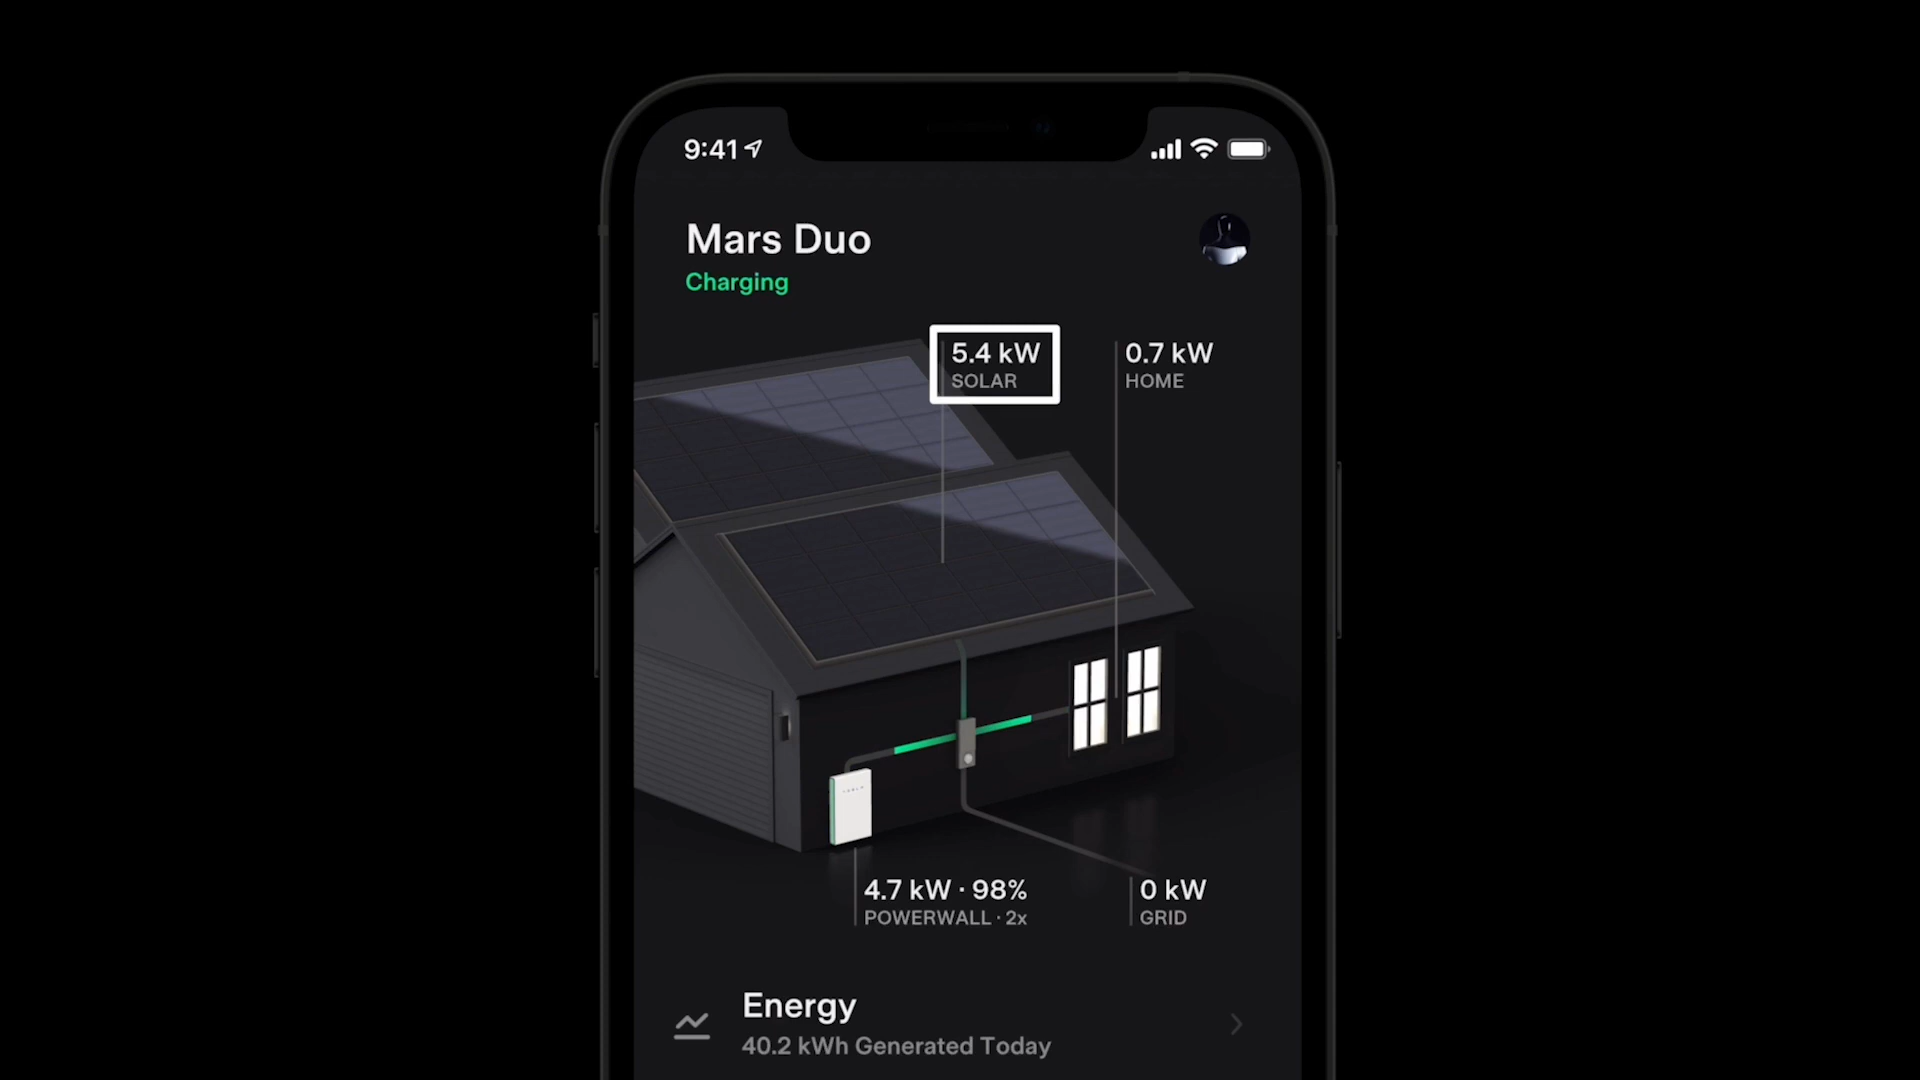 9:41
Mars Duo
Charging
5.4 kW
SOLAR
0.7 kW
HOME
4.7 kW · 98%
POWERWALL · 2x
0 kW
GRID
Energy
40.2 kWh Generated Today